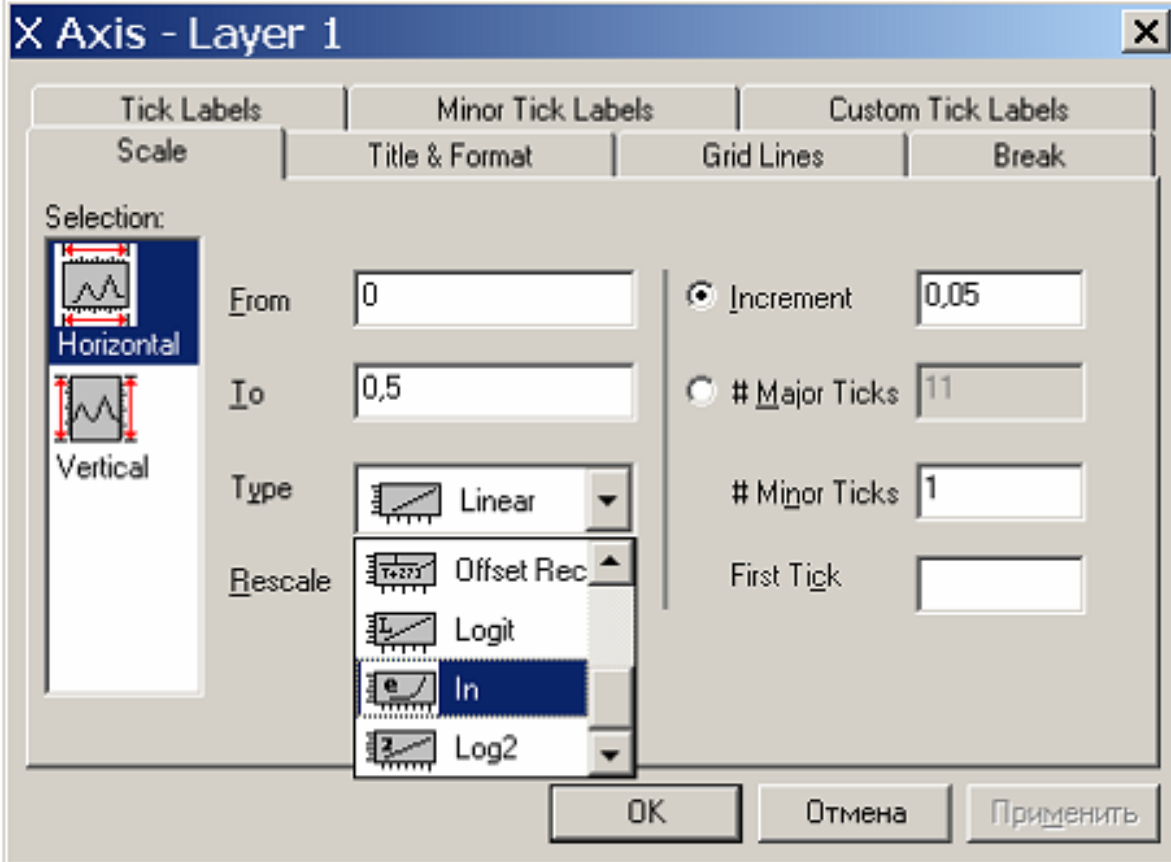 X Axis - Layer 1
Tick Labels Minor Tick Labels Custom Tick Labels
Scale Title & Format Grid Lines Break
Selection:
Horizontal
Vertical
From 0
To 0,5
Type Linear
Rescale
Offset Rec
Logit
ln
Log2
Increment 0,05
# Major Ticks 11
# Minor Ticks 1
First Tick
OK Отмена Применить